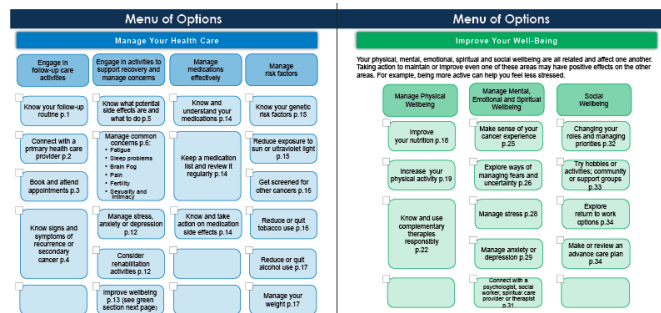 Menu of Options
Manage Your Health Care
Engage in
follow-up care
activities
Know your follow-up
routine p.1
Connect with a
primary health care
provider p.2
Book and attend
appointments p.3
Know signs and
symptoms of
recurrence or
secondary
cancer p.4
Engage in activities to
support recovery and
manage concerns
Know what potential
side effects are and
what to do p.5
Manage common
concerns p.6:
• Fatigue
• Sleep problems
• Brain Fog
• Pain
• Fertility
• Sexuality and
intimacy
Manage stress,
anxiety or depression
p.12
Consider
rehabilitation
activities p.12
Improve wellbeing
p.13 (see green
section next page)
Manage
medications
effectively
Know and
understand your
medications p.14
Keep a medication
list and review it
regularly p.14
Know and take
action on medication
side effects p.14
Manage
risk factors
Know your genetic
risk factors p.15
Reduce exposure to
sun or ultraviolet light
p.15
Get screened for
other cancers p.16
Reduce or quit
tobacco use p.16
Reduce or quit
alcohol use p.17
Manage your
weight p.17
Menu of Options
Improve Your Well-Being
Your physical, mental, emotional, spiritual and social wellbeing are all related and affect one another.
Taking action to maintain or improve even one of these areas may have positive effects on the other
areas. For example, being more active can help you feel less stressed.
Manage Physical
Wellbeing
Improve
your nutrition p.18
Increase your
physical activity p.19
Know and use
complementary
therapies
responsibly
p.22
Manage Mental,
Emotional and Spiritual
Wellbeing
Make sense of your
cancer experience
p.25
Explore ways of
managing fears and
uncertainty p.26
Manage stress p.28
Manage anxiety or
depression p.29
Connect with a
psychologist, social
worker, spiritual care
provider or therapist
p.31
Social
Wellbeing
Changing your
roles and managing
priorities p.32
Try hobbies or
activities; community
or support groups
p.33
Explore
return to work
options p.34
Make or review an
advance care plan
p.34